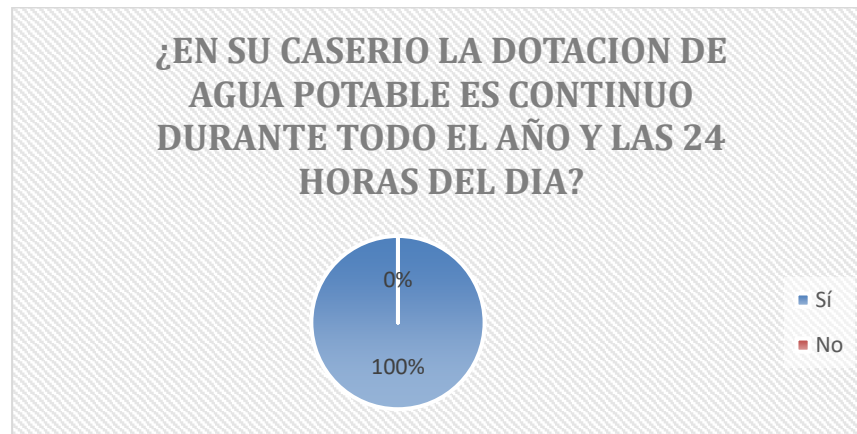 ¿EN SU CASERIO LA DOTACION DE
AGUA POTABLE ES CONTINUO
DURANTE TODO EL AÑO Y LAS 24
HORAS DEL DIA?
0%
100%
Sí
No